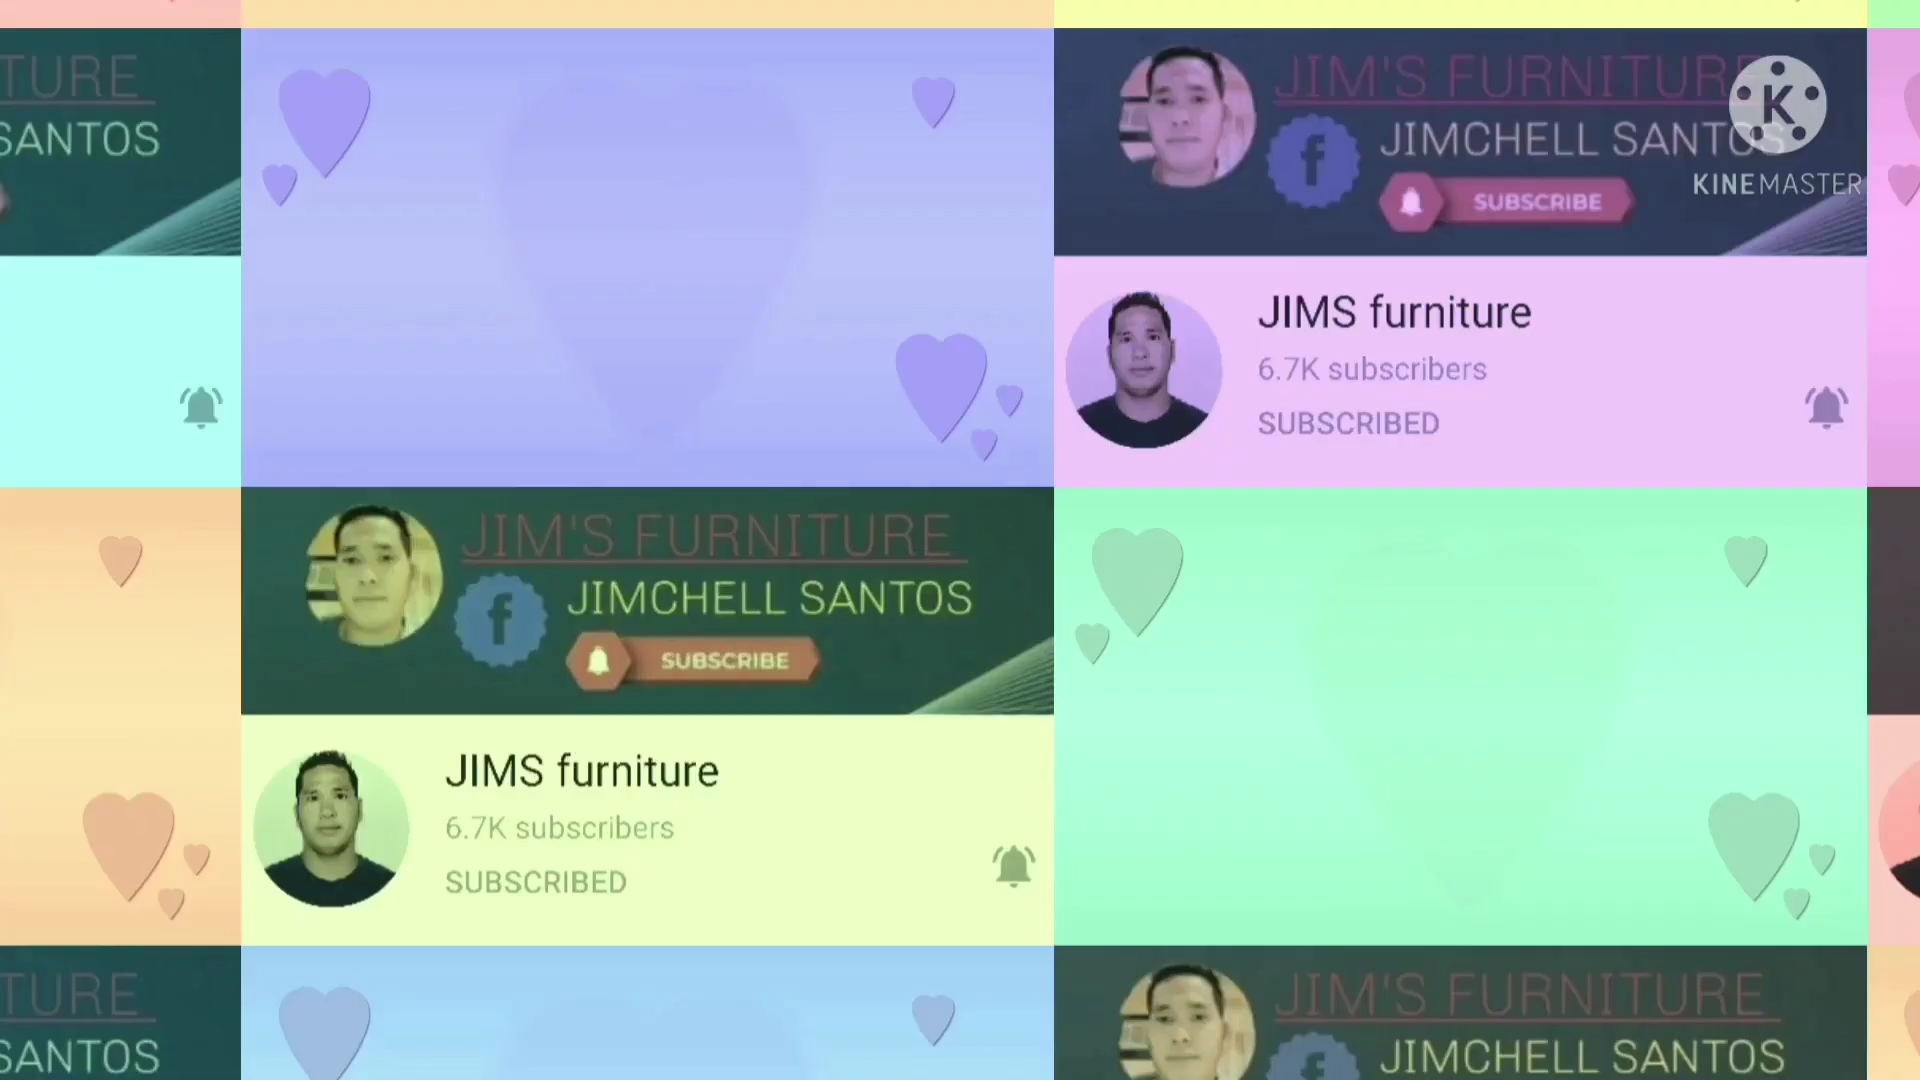 TURE
SANTOS
JIM'S FURNITURE
f JIMCHELL SANTOS
SUBSCRIBE
K
KINEMASTER
JIMS furniture
6.7K subscribers
SUBSCRIBED
JIM'S FURNITURE
f JIMCHELL SANTOS
SUBSCRIBE
JIMS furniture
6.7K subscribers
SUBSCRIBED
TURE
SANTOS
JIM'S FURNITURE
f JIMCHELL SANTOS